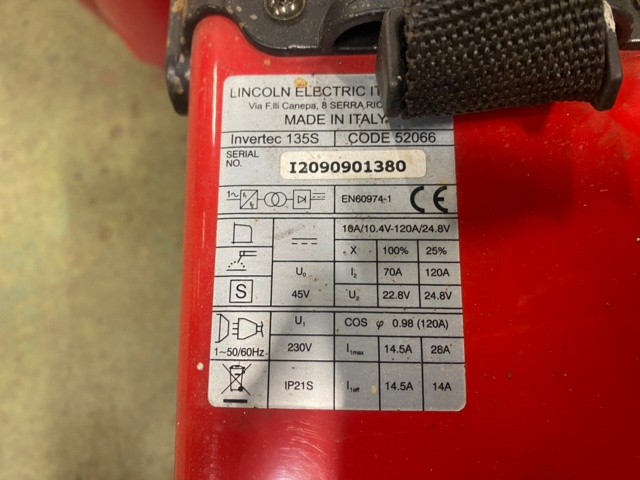 LINCOLN ELECTRIC
Via F.lli Canepa, 8 SERRA
MADE IN ITALY
Invertec 135S CODE 52066
SERIAL
NO.
I2090901380
1~ EN60974-1 CE
10A/10.4V-120A/24.8V
X 100% 25%
U0 I2 70A 120A
S 45V U2 22.8V 24.8V
U1 COS φ 0.98 (120A)
1~50/60Hz 230V I1max 14.5A 28A
IP21S I1eff 14.5A 14A